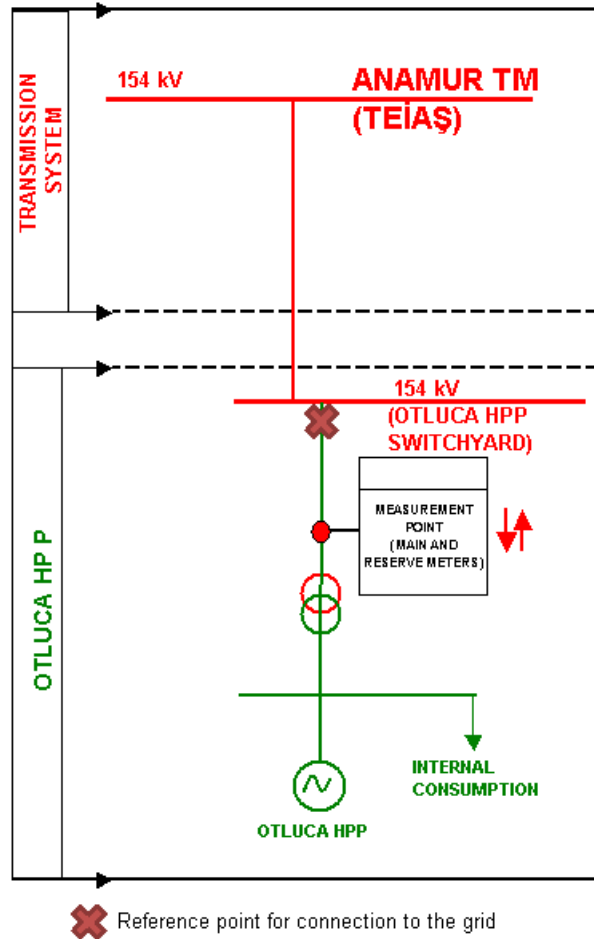 TRANSMISSION
SYSTEM
154 kV
ANAMUR TM
(TEİAŞ)
OTLUCA HP P
154 kV
(OTLUCA HPP
SWITCHYARD)
MEASUREMENT
POINT
(MAIN AND
RESERVE METERS)
INTERNAL
CONSUMPTION
OTLUCA HPP
Reference point for connection to the grid